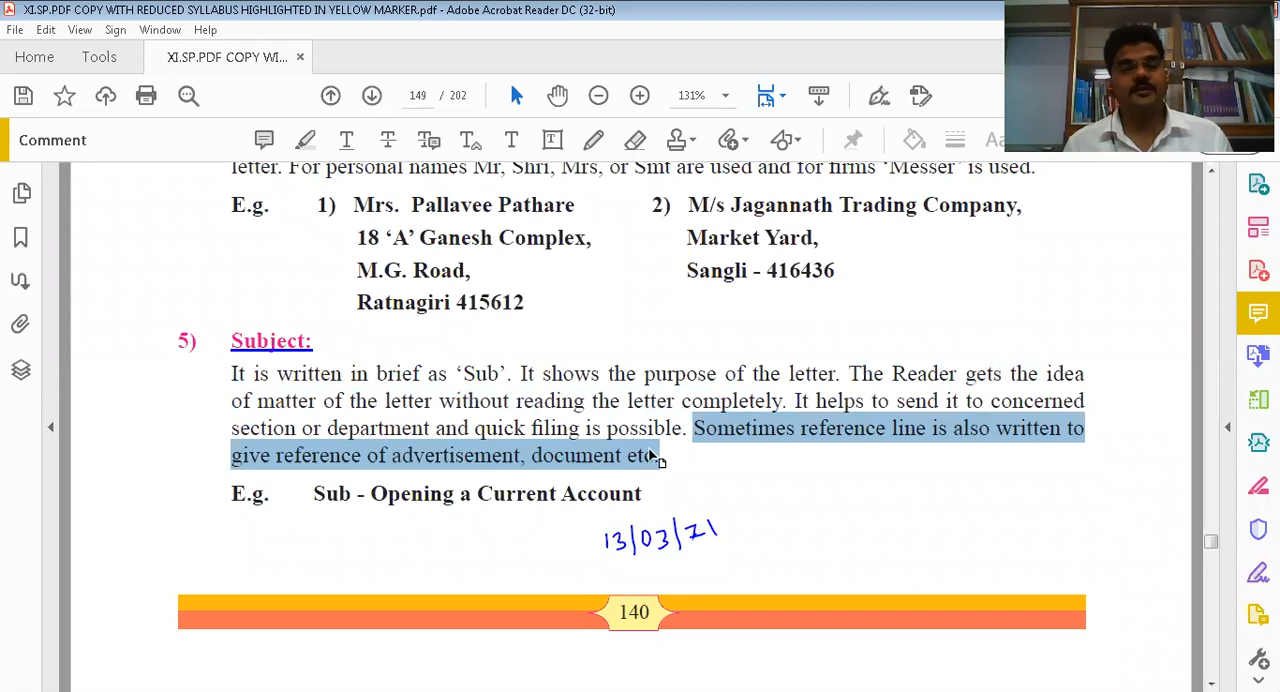 XI.SP.PDF COPY WITH REDUCED SYLLABUS HIGHLIGHTED IN YELLOW MARKER.pdf - Adobe Acrobat Reader DC (32-bit)
File Edit View Sign Window Help
Home Tools XI.SP.PDF COPY WI... ×
149 / 202 131%
Comment
letter. For personal names Mr, Shri, Mrs, or Smt are used and for firms ‘Messer’ is used.
E.g. 1) Mrs. Pallavee Pathare 2) M/s Jagannath Trading Company,
18 ‘A’ Ganesh Complex, Market Yard,
M.G. Road, Sangli - 416436
Ratnagiri 415612
5) Subject:
It is written in brief as ‘Sub’. It shows the purpose of the letter. The Reader gets the idea
of matter of the letter without reading the letter completely. It helps to send it to concerned
section or department and quick filing is possible. Sometimes reference line is also written to
give reference of advertisement, document etc.
E.g. Sub - Opening a Current Account
13/03/21
140